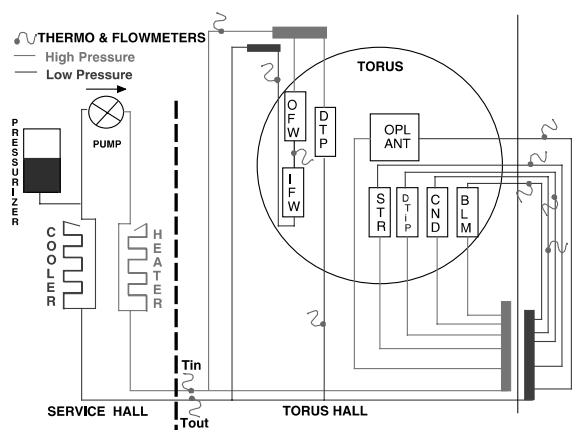 THERMO & FLOWMETERS
High Pressure
Low Pressure
PRESSURIZER
PUMP
COOLER
HEATER
TORUS
OFW
DTP
IFW
OPL
ANT
STR
DTiP
CND
BLM
Tin
SERVICE HALL
TORUS HALL
Tout